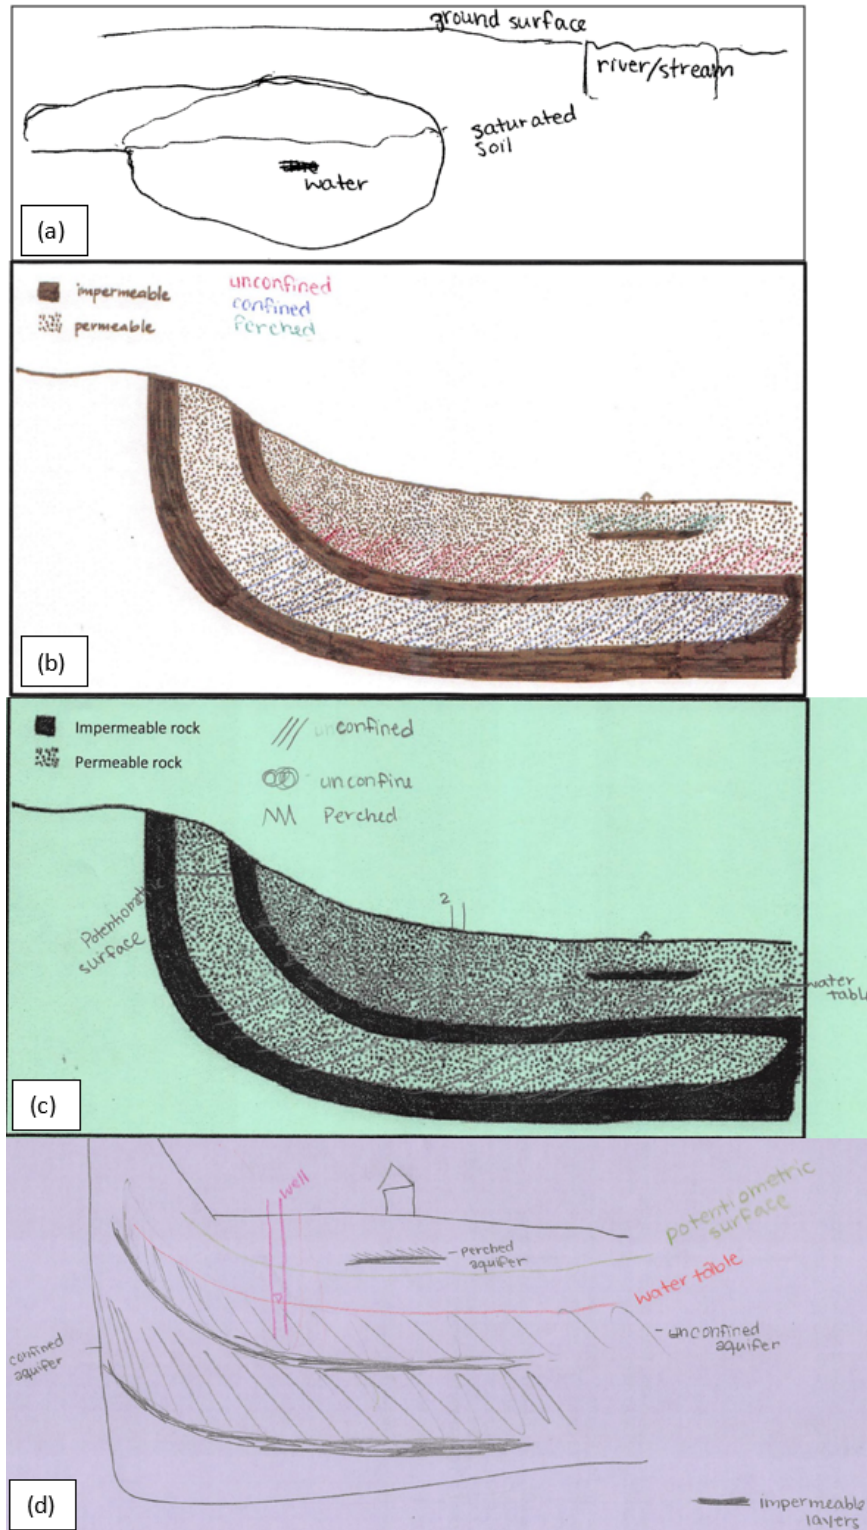 ground surface
river/stream
saturated
soil
water
(a)
impermeable
permeable
unconfined
confined
Perched
(b)
Impermeable rock
Permeable rock
unconfined
unconfine
Perched
2
Potentiometric
surface
water
table
(c)
well
potentiometric
surface
perched
aquifer
water table
unconfined
aquifer
confined
aquifer
impermeable
layers
(d)